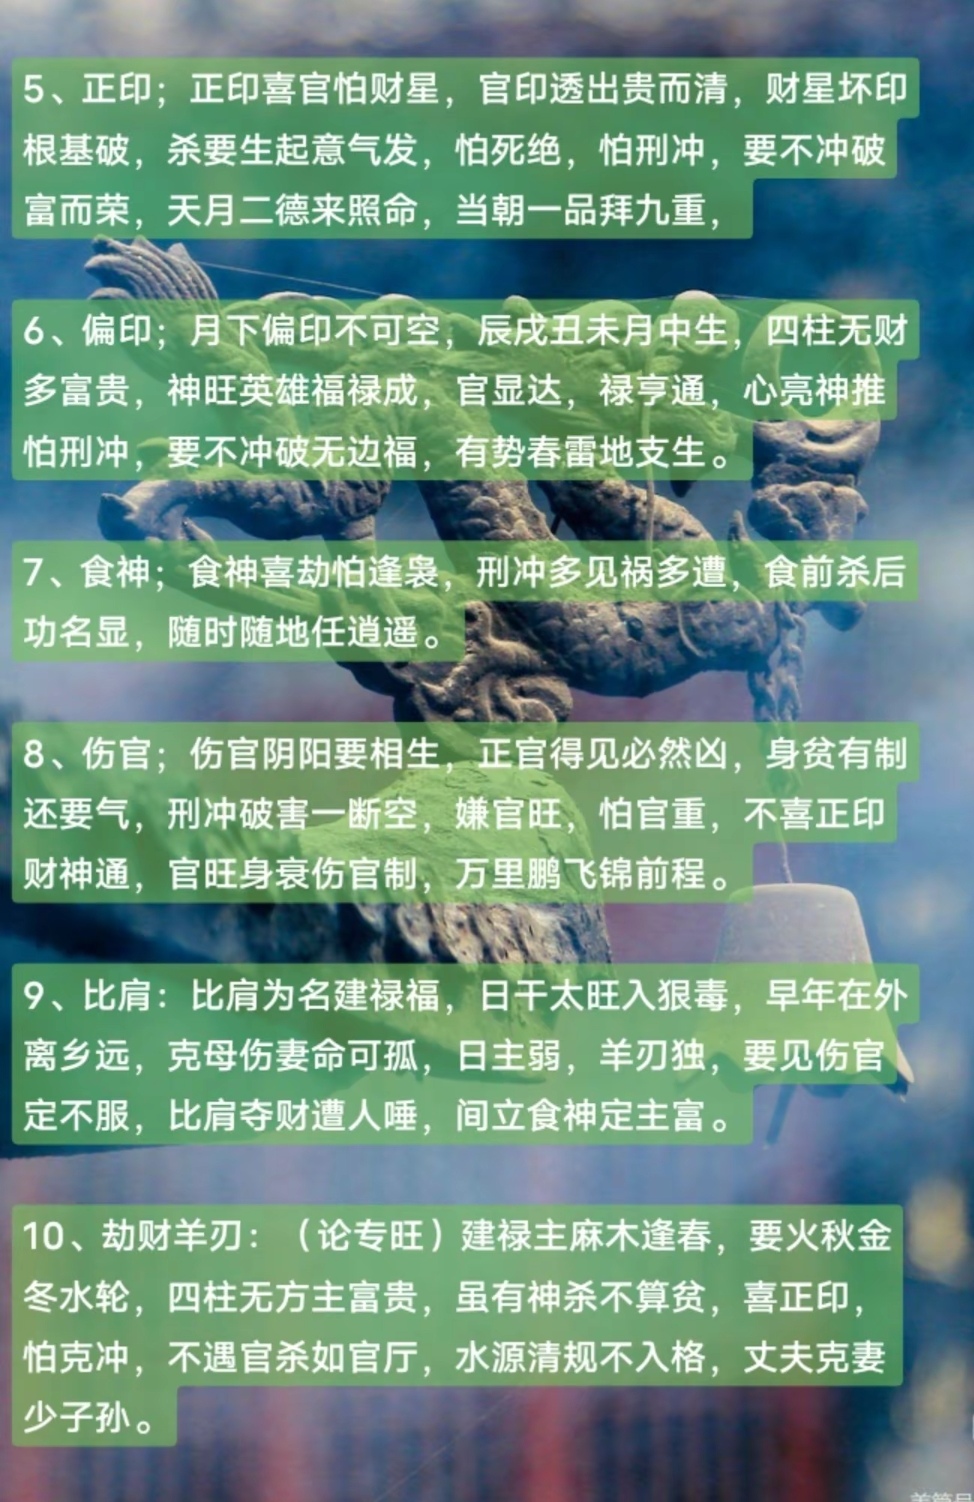 5、正印；正印喜官怕财星，官印透出贵而清，财星坏印
根基破，杀要生起意气发，怕死绝，怕刑冲，要不冲破
富而荣，天月二德来照命，当朝一品拜九重，
6、偏印；月下偏印不可空，辰戌丑未月中生，四柱无财
多富贵，神旺英雄福禄成，官显达，禄亨通，心亮神推
怕刑冲，要不冲破无边福，有势春雷地支生。
7、食神；食神喜劫怕逢袅，刑冲多见祸多遭，食前杀后
功名显，随时随地任逍遥。
8、伤官；伤官阴阳要相生，正官得见必然凶，身贫有制
还要气，刑冲破害一断空，嫌官旺，怕官重，不喜正印
财神通，官旺身衰伤官制，万里鹏飞锦前程。
9、比肩：比肩为名建禄福，日干太旺入狠毒，早年在外
离乡远，克母伤妻命可孤，日主弱，羊刃独，要见伤官
定不服，比肩夺财遭人唾，间立食神定主富。
10、劫财羊刃：（论专旺）建禄主麻木逢春，要火秋金
冬水轮，四柱无方主富贵，虽有神杀不算贫，喜正印，
怕克冲，不遇官杀如官厅，水源清规不入格，丈夫克妻
少子孙。